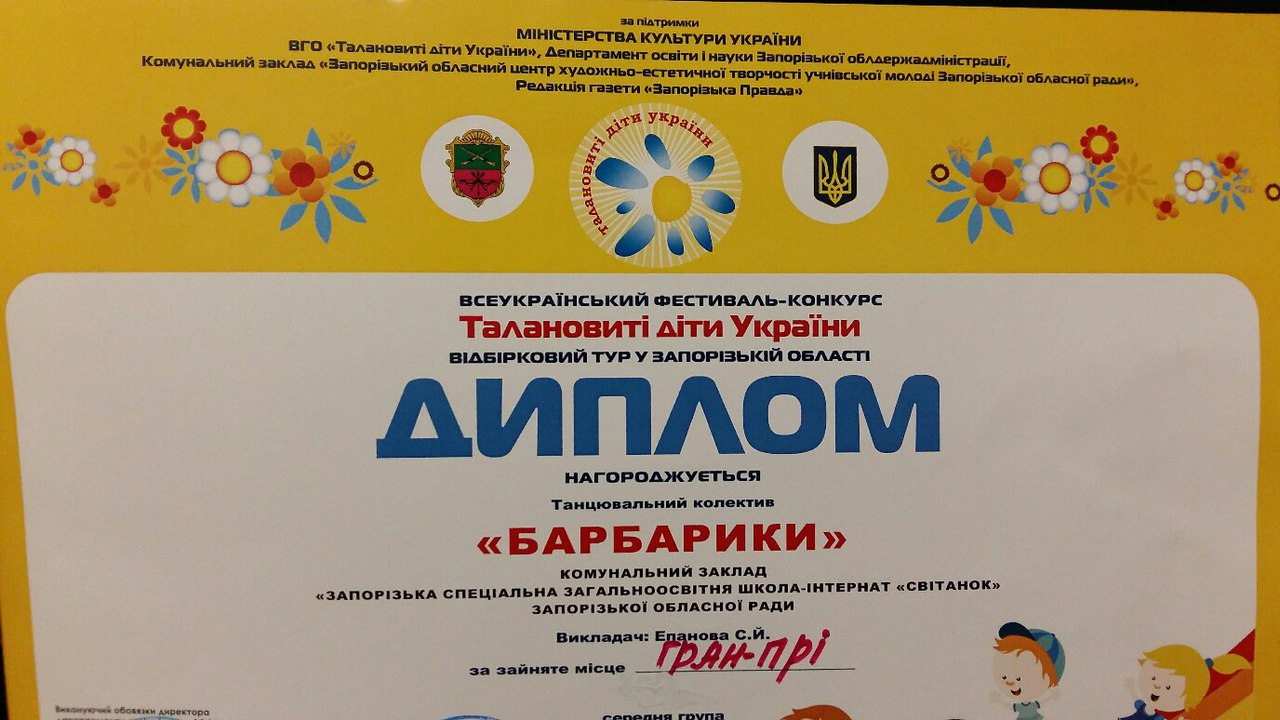 за підтримки
МІНІСТЕРСТВА КУЛЬТУРИ УКРАЇНИ
ВГО «Талановиті діти України», Департамент освіти і науки Запорізької облдержадміністрації,
Комунальний заклад «Запорізький обласний центр художньо-естетичної творчості учнівської молоді Запорізької обласної ради»,
Редакція газети «Запорізька Правда»
талановиті діти україни
ВСЕУКРАЇНСЬКИЙ ФЕСТИВАЛЬ-КОНКУРС
Талановиті діти України
ВІДБІРКОВИЙ ТУР У ЗАПОРІЗЬКІЙ ОБЛАСТІ
ДИПЛОМ
НАГОРОДЖУЄТЬСЯ
Танцювальний колектив
«БАРБАРИКИ»
КОМУНАЛЬНИЙ ЗАКЛАД
«ЗАПОРІЗЬКА СПЕЦІАЛЬНА ЗАГАЛЬНООСВІТНЯ ШКОЛА-ІНТЕРНАТ «СВІТАНОК»
ЗАПОРІЗЬКОЇ ОБЛАСНОЇ РАДИ
Викладач: Епанова С.Й.
за зайняте місце ГРАН-ПРІ
Виконуючий обовязки директора
середня група